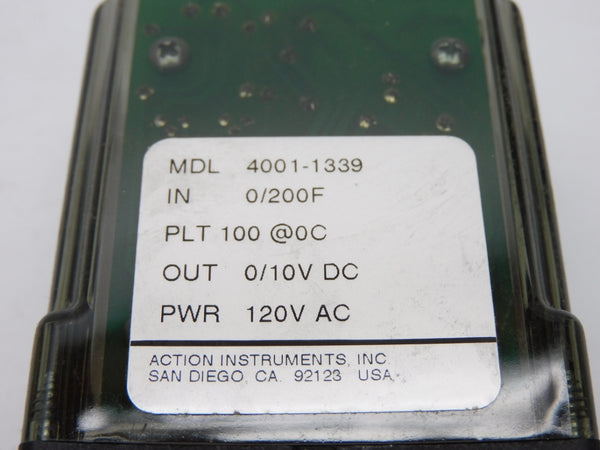 MDL 4001-1339
IN 0/200F
PLT 100 @0C
OUT 0/10V DC
PWR 120V AC
ACTION INSTRUMENTS, INC
SAN DIEGO, CA. 92123 USA